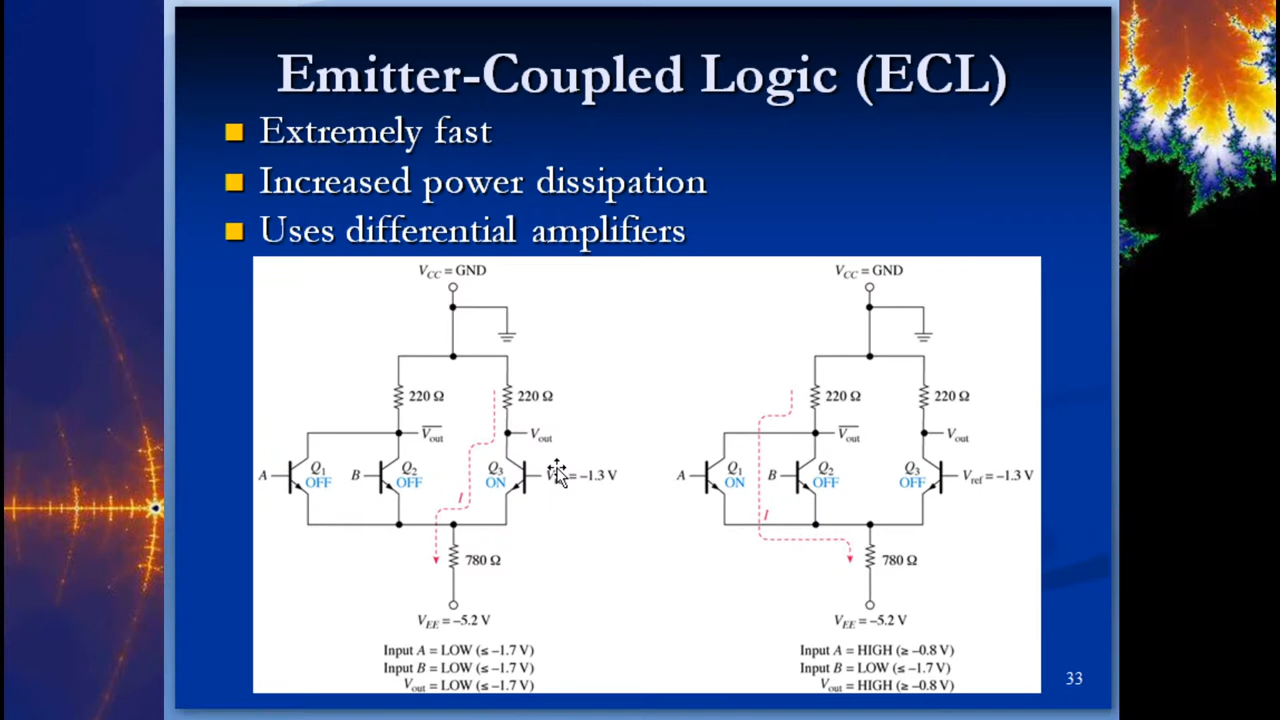 Emitter-Coupled Logic (ECL)
Extremely fast
Increased power dissipation
Uses differential amplifiers
VCC = GND
220 Ω
220 Ω
Vout
Vout
A
Q1
OFF
B
Q2
OFF
Q3
ON
= –1.3 V
I
780 Ω
VEE = –5.2 V
Input A = LOW (≤ –1.7 V)
Input B = LOW (≤ –1.7 V)
Vout = LOW (≤ –1.7 V)
VCC = GND
220 Ω
220 Ω
Vout
Vout
A
Q1
ON
B
Q2
OFF
Q3
OFF
Vref = –1.3 V
I
780 Ω
VEE = –5.2 V
Input A = HIGH (≥ –0.8 V)
Input B = LOW (≤ –1.7 V)
Vout = HIGH (≥ –0.8 V)
33